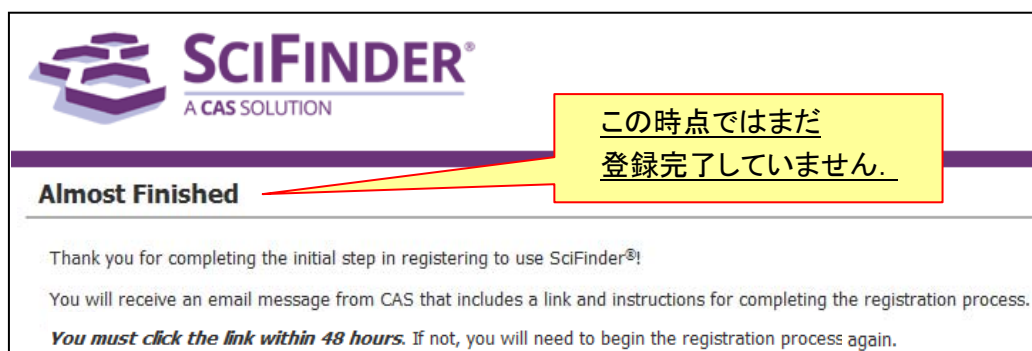 SCIFINDER®
A CAS SOLUTION
この時点ではまだ
登録完了していません.
Almost Finished
Thank you for completing the initial step in registering to use SciFinder®!
You will receive an email message from CAS that includes a link and instructions for completing the registration process.
You must click the link within 48 hours. If not, you will need to begin the registration process again.